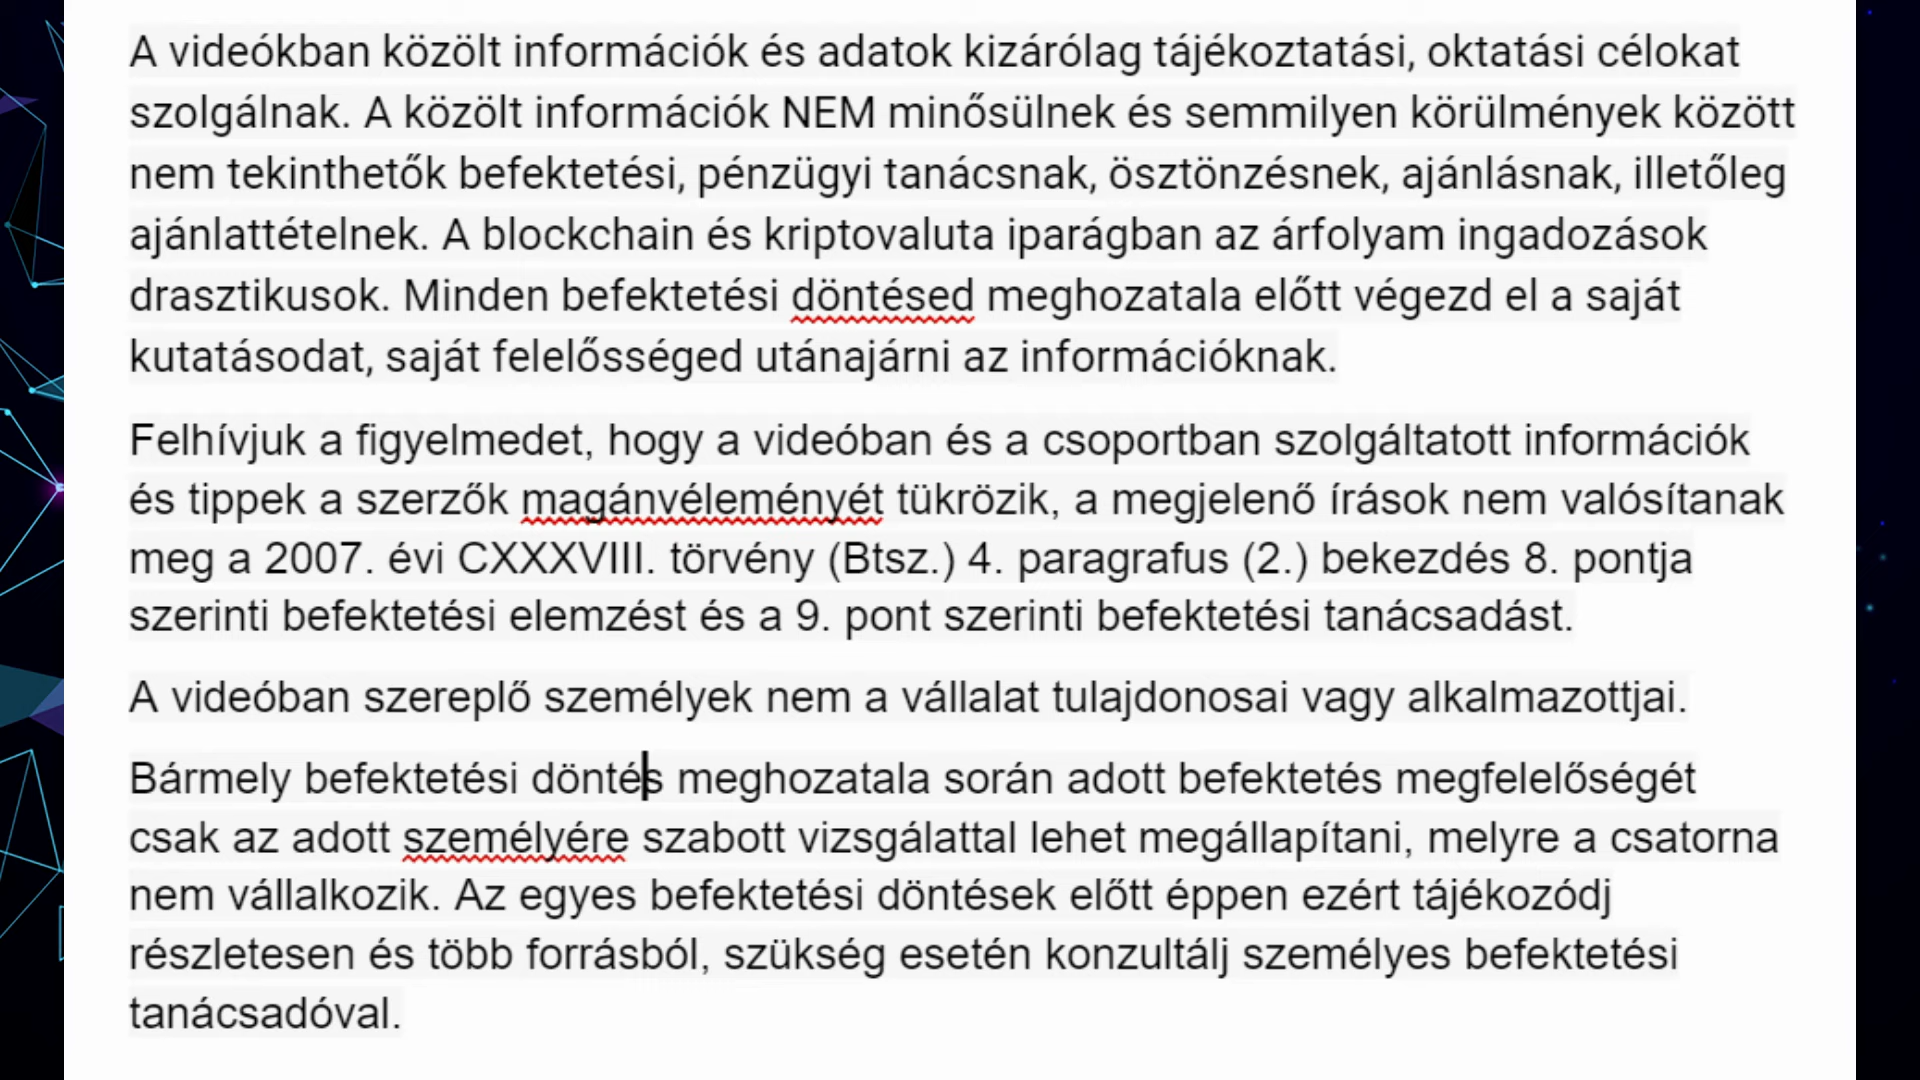 A videókban közölt információk és adatok kizárólag tájékoztatási, oktatási célokat
szolgálnak. A közölt információk NEM minősülnek és semmilyen körülmények között
nem tekinthetők befektetési, pénzügyi tanácsnak, ösztönzésnek, ajánlásnak, illetőleg
ajánlattételnek. A blockchain és kriptovaluta iparágban az árfolyam ingadozások
drasztikusok. Minden befektetési döntésed meghozatala előtt végezd el a saját
kutatásodat, saját felelősséged utánajárni az információknak.
Felhívjuk a figyelmedet, hogy a videóban és a csoportban szolgáltatott információk
és tippek a szerzők magánvéleményét tükrözik, a megjelenő írások nem valósítanak
meg a 2007. évi CXXXVIII. törvény (Btsz.) 4. paragrafus (2.) bekezdés 8. pontja
szerinti befektetési elemzést és a 9. pont szerinti befektetési tanácsadást.
A videóban szereplő személyek nem a vállalat tulajdonosai vagy alkalmazottjai.
Bármely befektetési döntés meghozatala során adott befektetés megfelelőségét
csak az adott személyére szabott vizsgálattal lehet megállapítani, melyre a csatorna
nem vállalkozik. Az egyes befektetési döntések előtt éppen ezért tájékozódj
részletesen és több forrásból, szükség esetén konzultálj személyes befektetési
tanácsadóval.